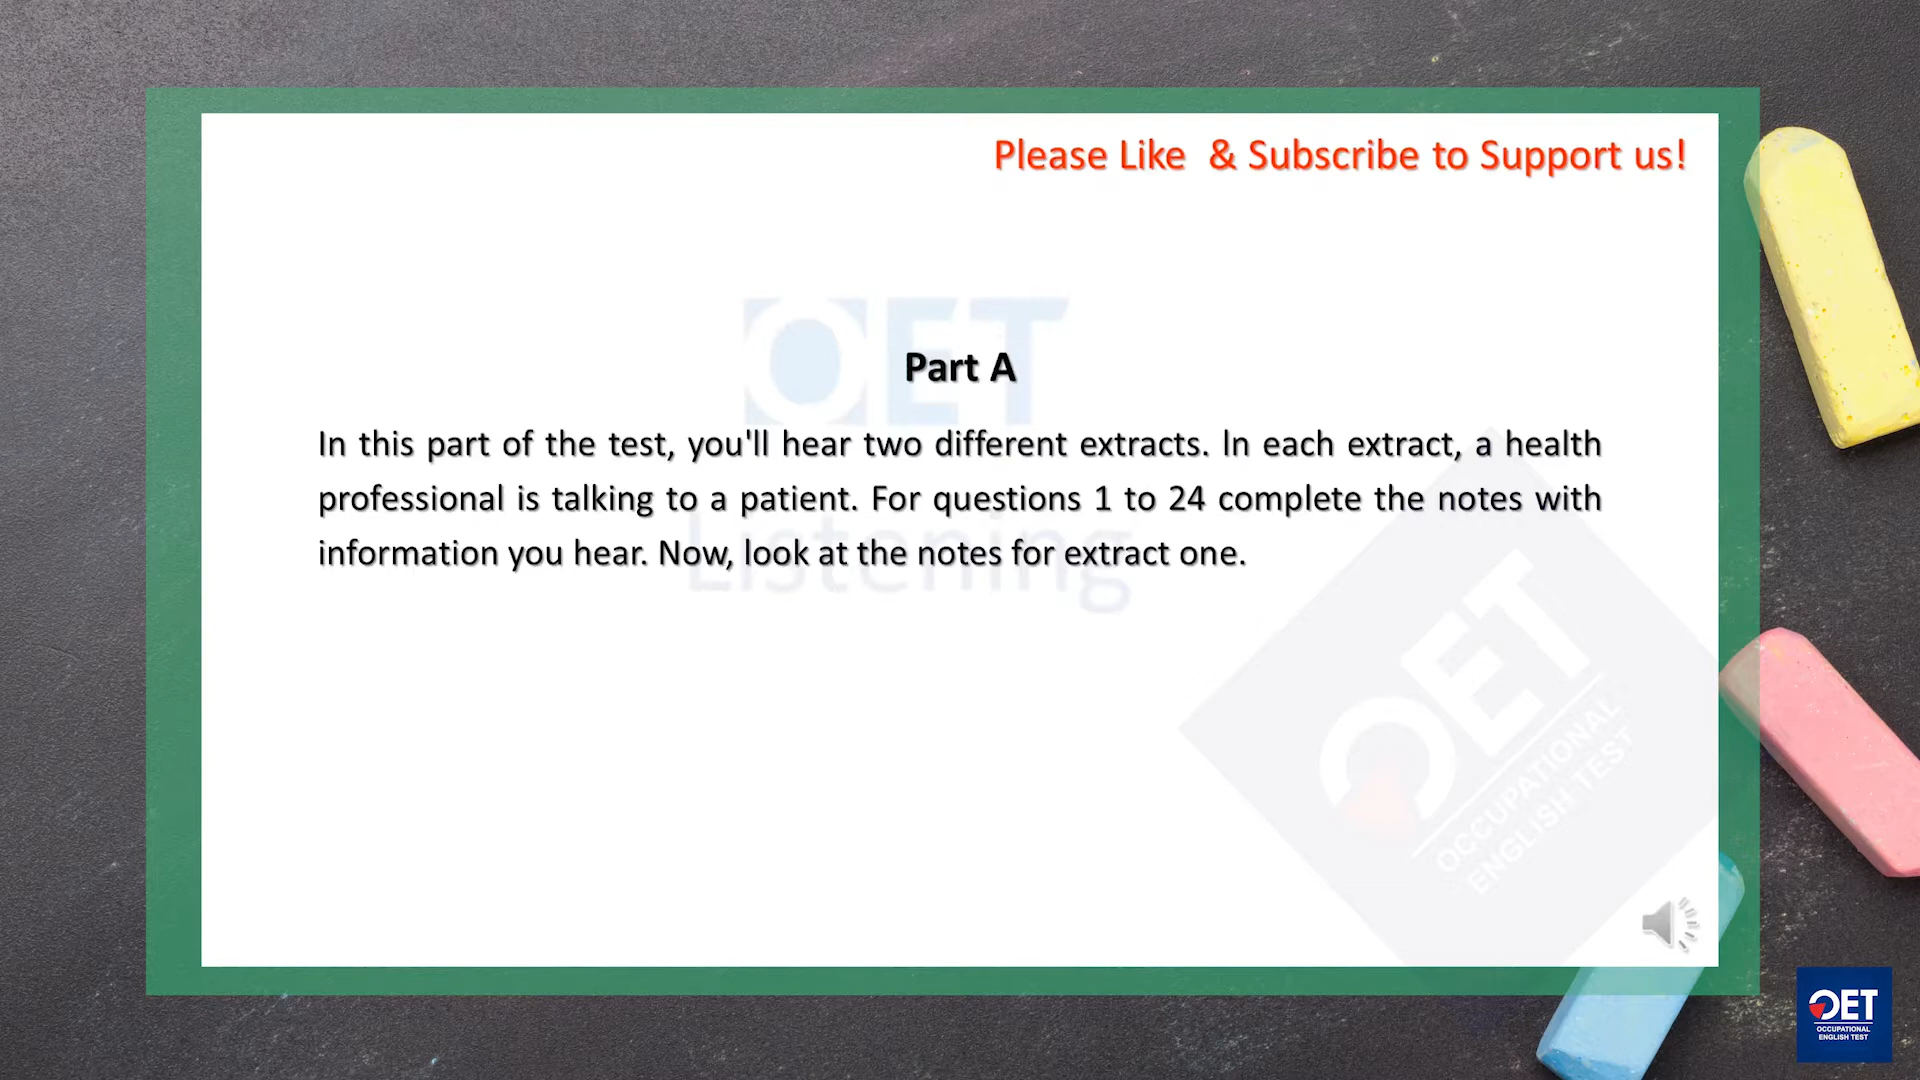 Please Like & Subscribe to Support us!
OET
Part A
In this part of the test, you'll hear two different extracts. In each extract, a health
professional is talking to a patient. For questions 1 to 24 complete the notes with
information you hear. Now, look at the notes for extract one.
Listening
OET
OCCUPATIONAL
ENGLISH TEST
OET
OCCUPATIONAL
ENGLISH TEST